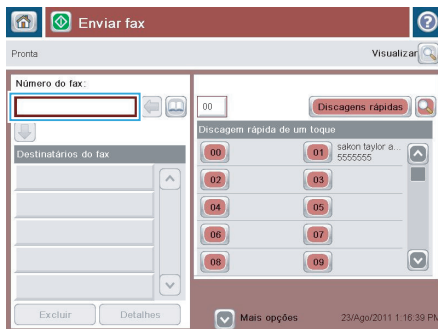 Enviar fax
Pronta
Visualizar
Número do fax:
00
Discagens rápidas
Discagem rápida de um toque
00
01 sakon taylor a...
5555555
Destinatários do fax
02
03
04
05
06
07
08
09
Excluir
Detalhes
Mais opções
23/Ago/2011 1:16:39 PM